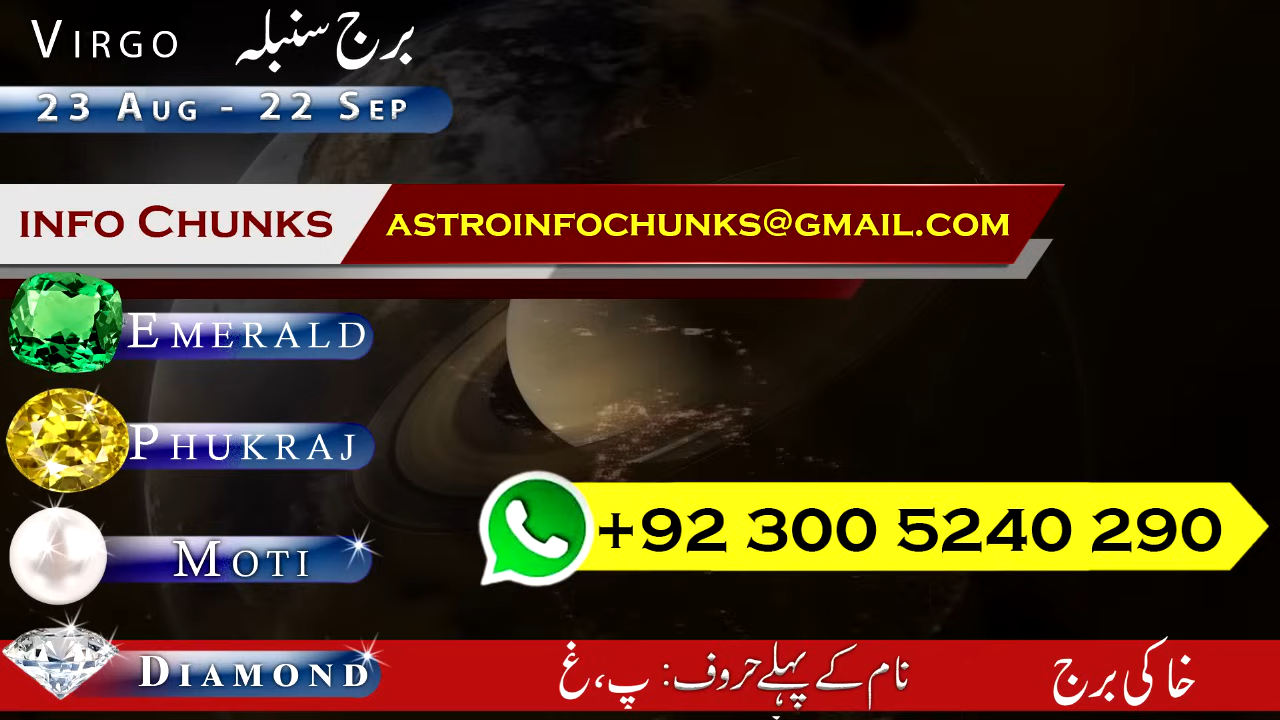 VIRGO برج سنبلہ
23 AUG - 22 SEP
INFO CHUNKS ASTROINFOCHUNKS@GMAIL.COM
EMERALD
PHUKRAJ
MOTI
+92 300 5240 290
DIAMOND
نام کے پہلے حروف: پ، غ
خاکی برج